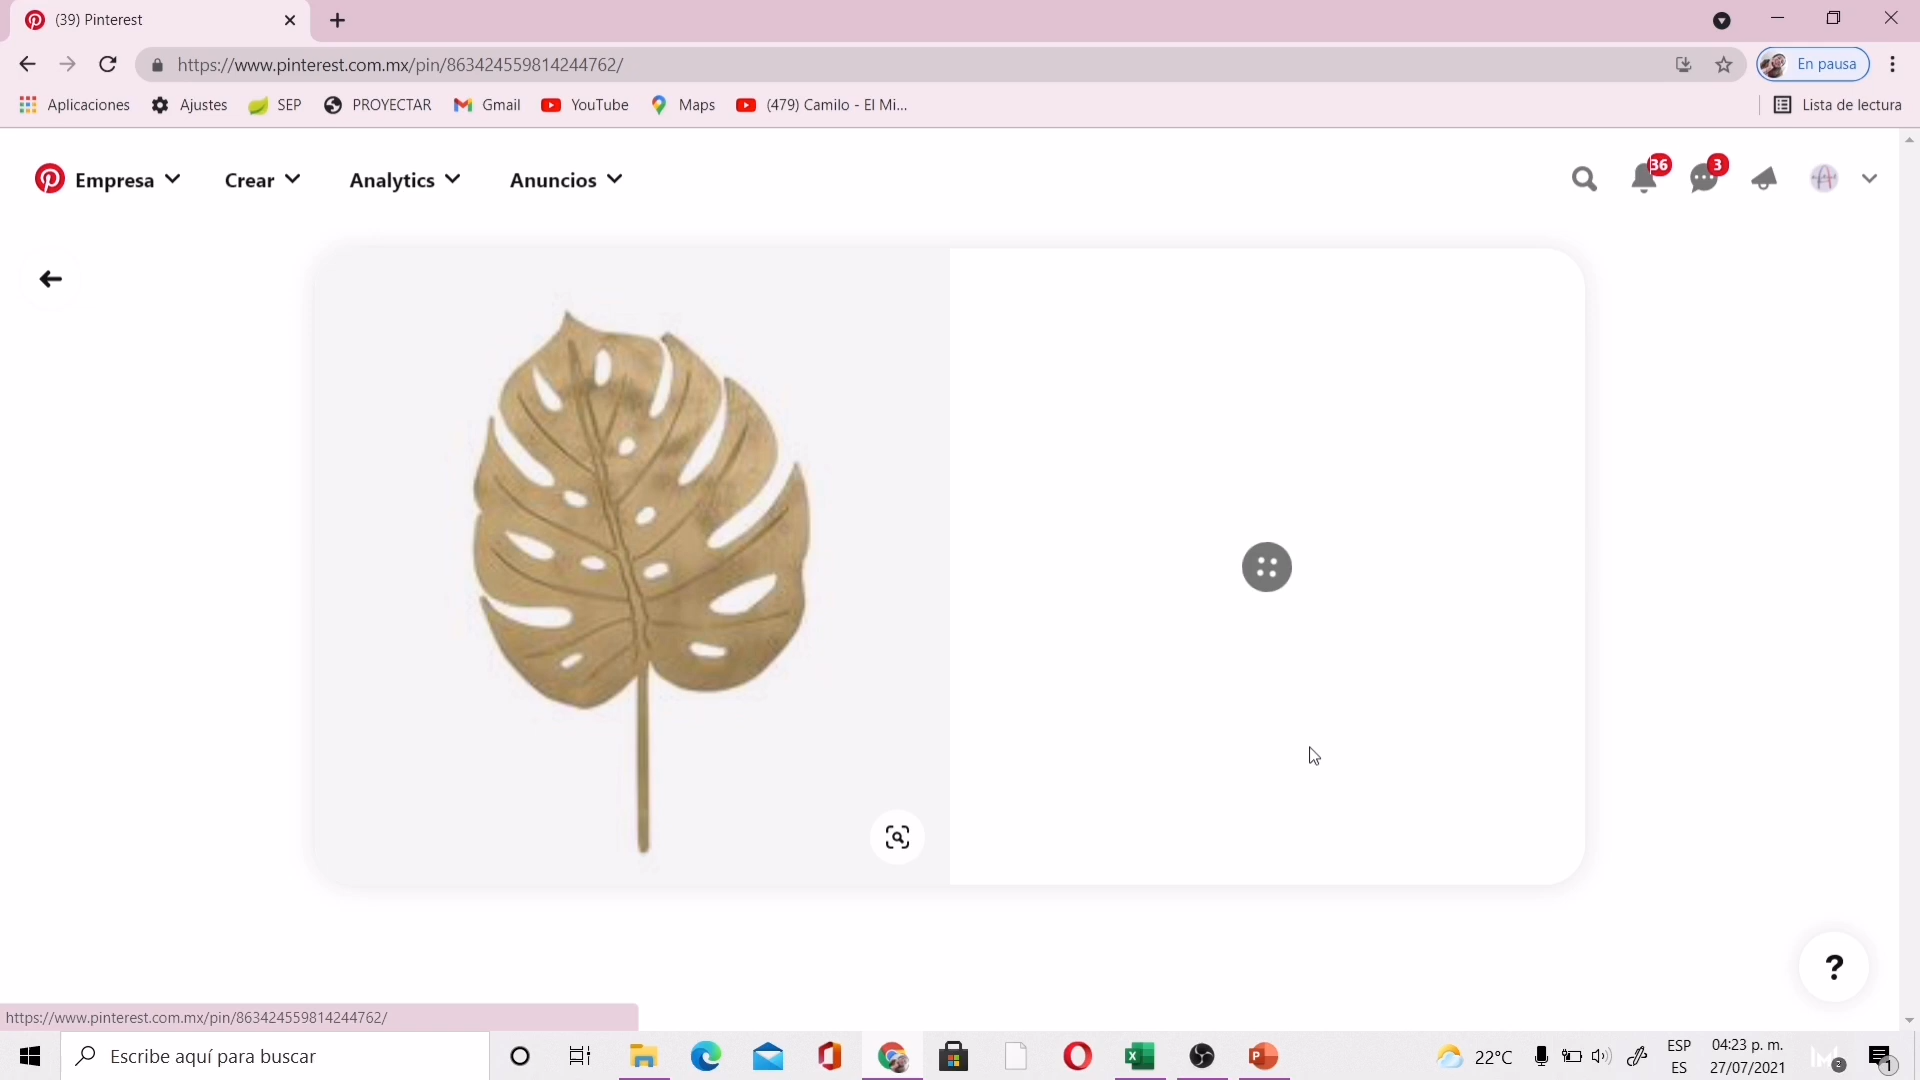 (39) Pinterest
https://www.pinterest.com.mx/pin/863424559814244762/
En pausa
Aplicaciones Ajustes SEP PROYECTAR Gmail YouTube Maps (479) Camilo - El Mi... Lista de lectura
Empresa Crear Analytics Anuncios 36 3
?
https://www.pinterest.com.mx/pin/863424559814244762/
Escribe aquí para buscar
22°C
ESP
ES
04:23 p. m.
27/07/2021
2
1